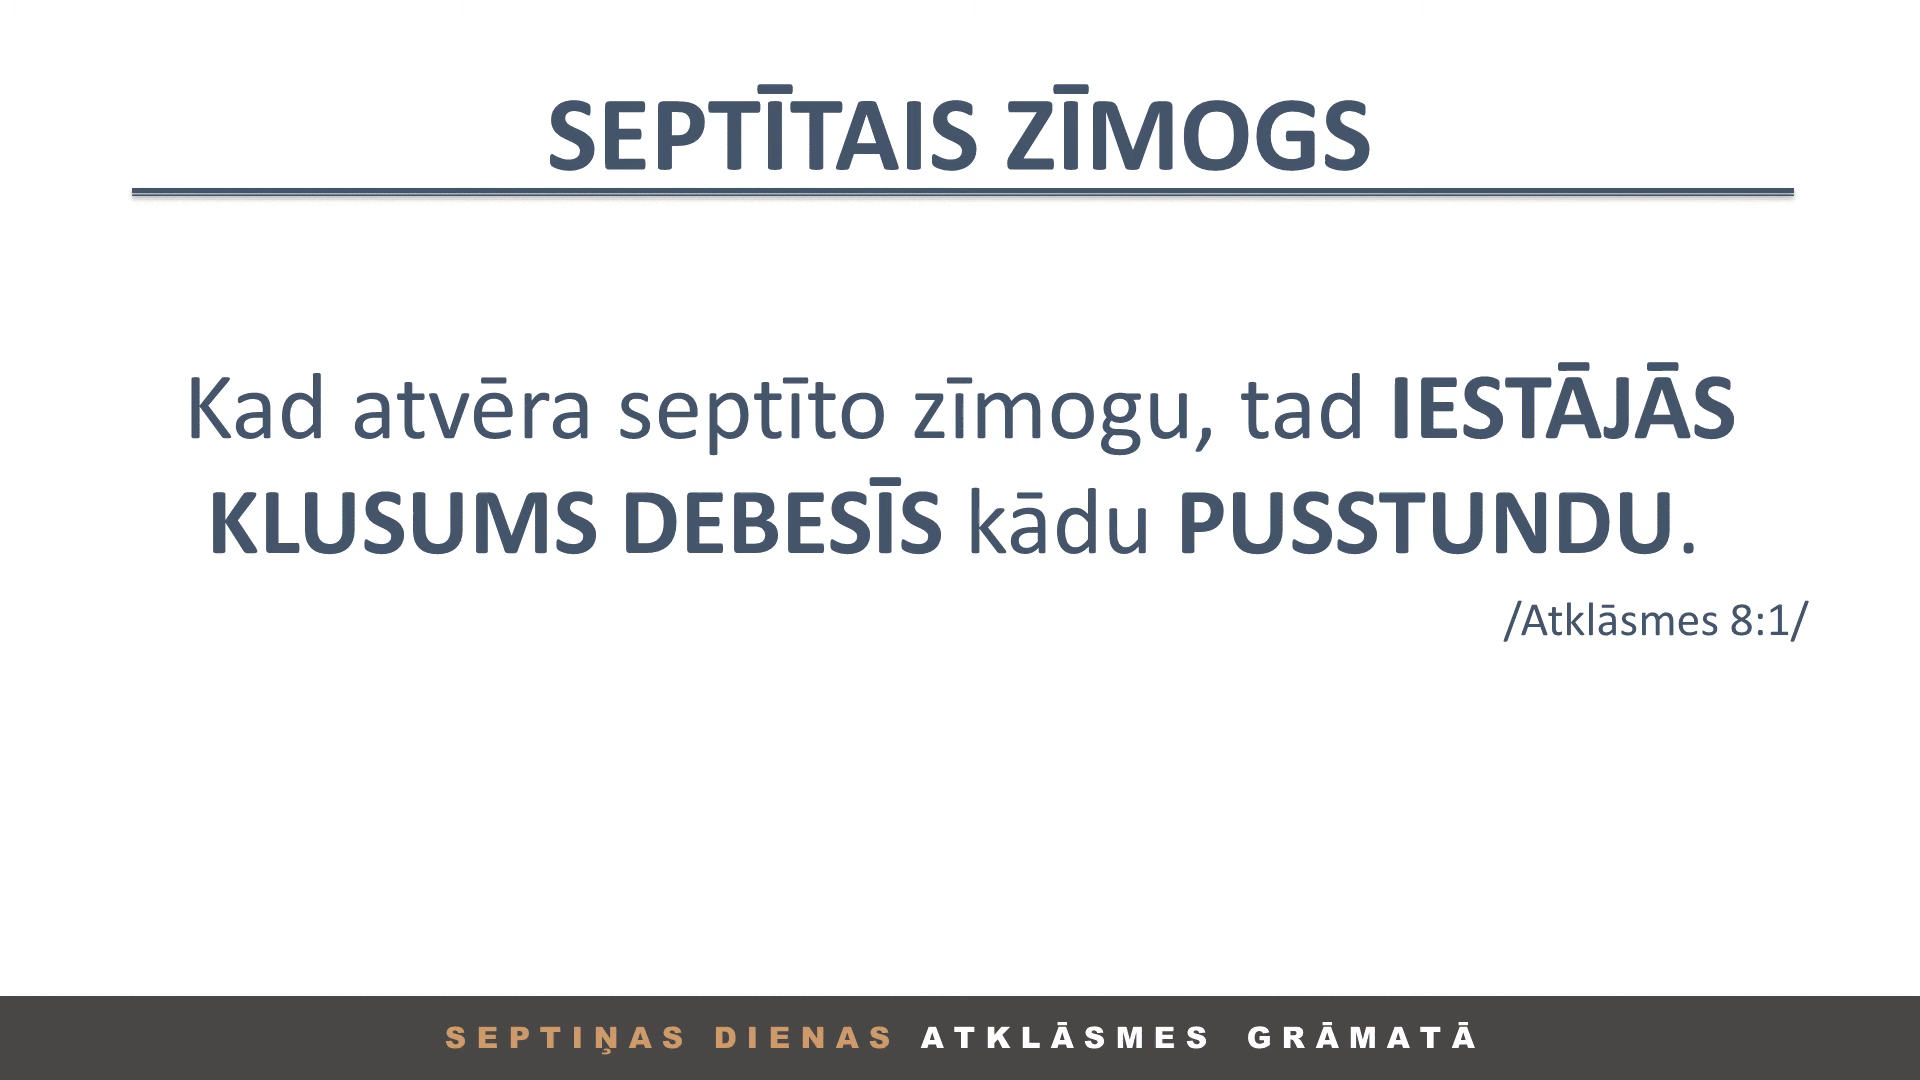 SEPTĪTAIS ZĪMOGS
Kad atvēra septīto zīmogu, tad IESTĀJĀS
KLUSUMS DEBESĪS kādu PUSSTUNDU.
/Atklāsmes 8:1/
SEPTIŅAS DIENAS ATKLĀSMES GRĀMATĀ